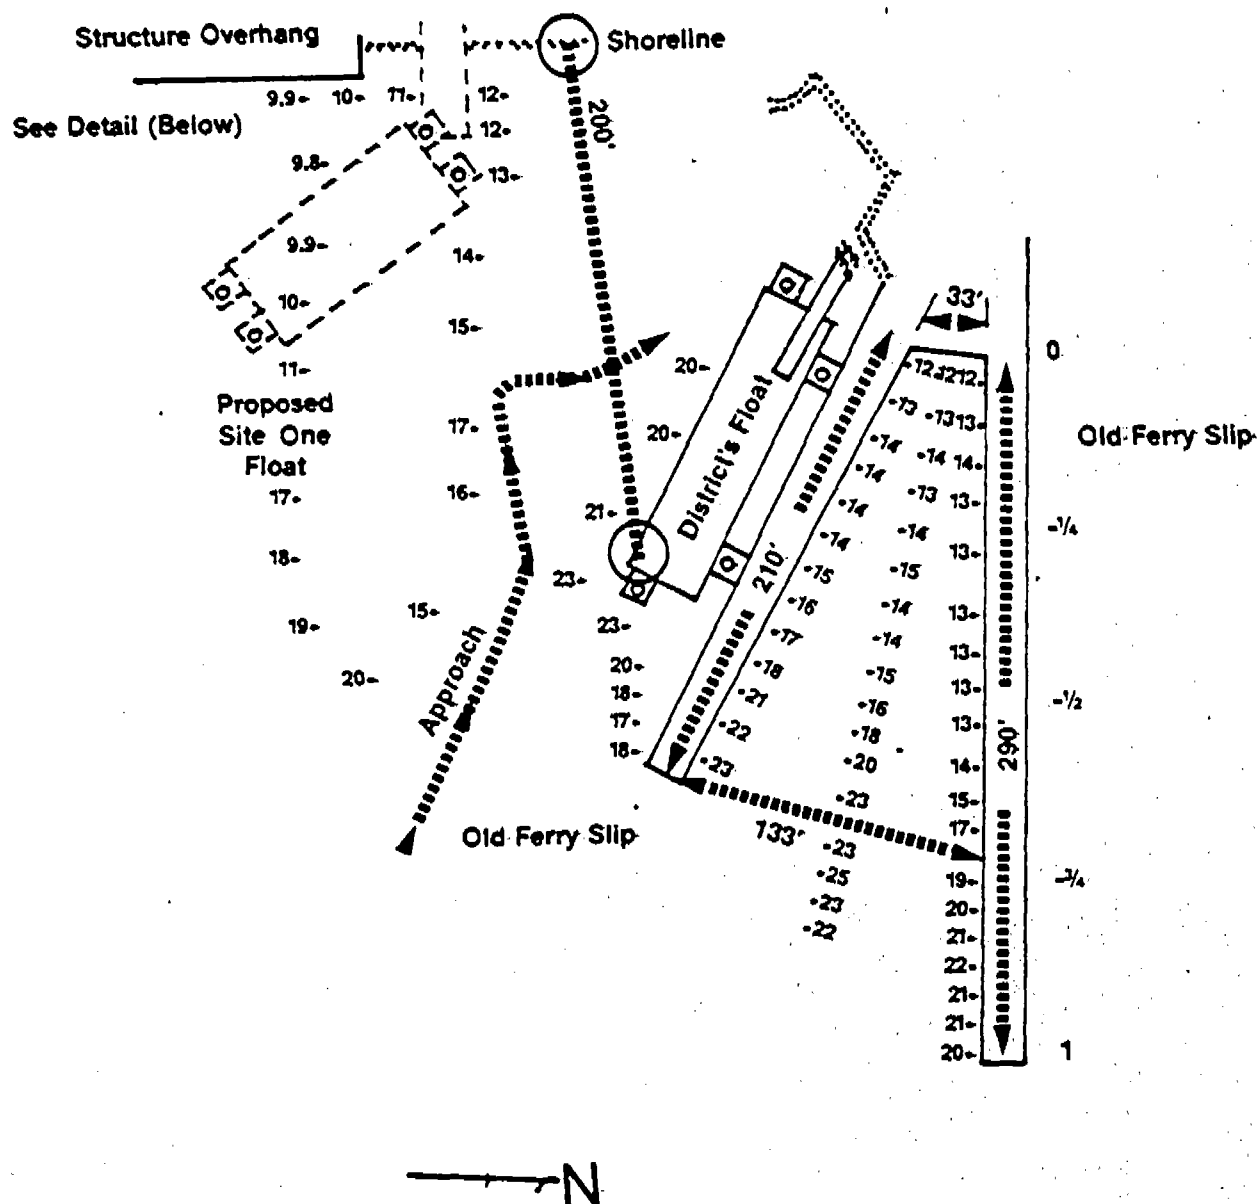 Structure Overhang
Shoreline
9.9- 10- 11- 12-
200'
See Detail (Below)
12-
9.8-
13-
9.9-
14-
10-
33'
15-
0
11-
20-
-12 12 12-
Proposed
Site One
Float
17-
20-
District's Float
-13 -13 13-
Old Ferry Slip
-14 -14 14-
17-
16-
-14 -13 13-
21-
-14 -14
-1/4
18-
-14
13-
23-
210'
-15 -15
19-
15-
23-
-16 -14 13-
Approach
-17 -14
20-
20-
-18 -15 13-
18-
-21 -16 13-
-1/2
17-
-22 -18 13-
18-
-23 -20 14-
290'
-23 15-
Old Ferry Slip
133'
17-
-23
-25 19-
-3/4
-23 20-
-22 21-
22-
21-
21-
20-
1
N